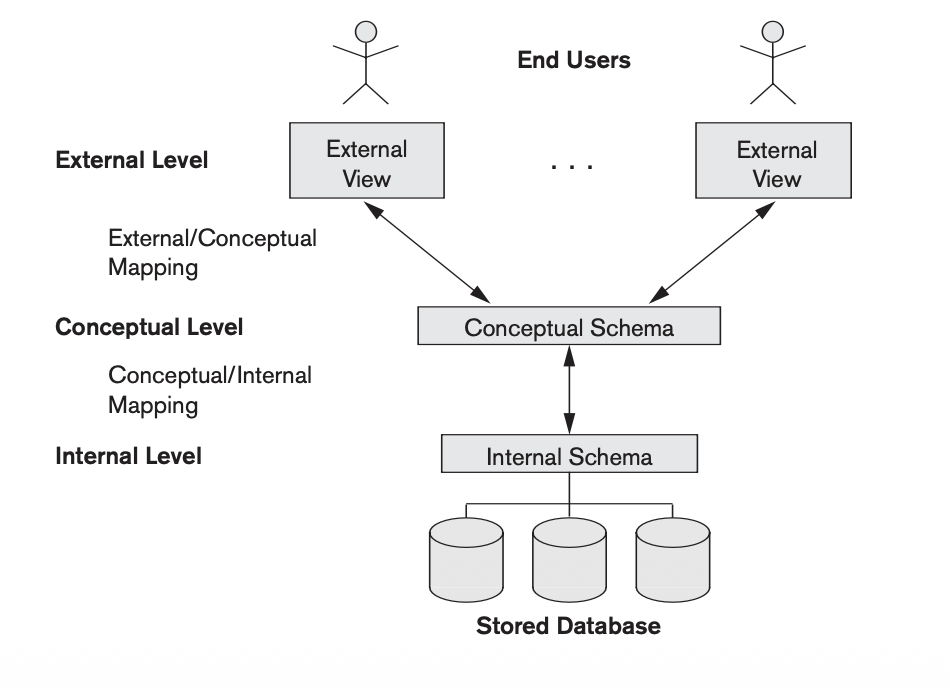 End Users
External Level
External
View
. . .
External
View
External/Conceptual
Mapping
Conceptual Level
Conceptual Schema
Conceptual/Internal
Mapping
Internal Level
Internal Schema
Stored Database